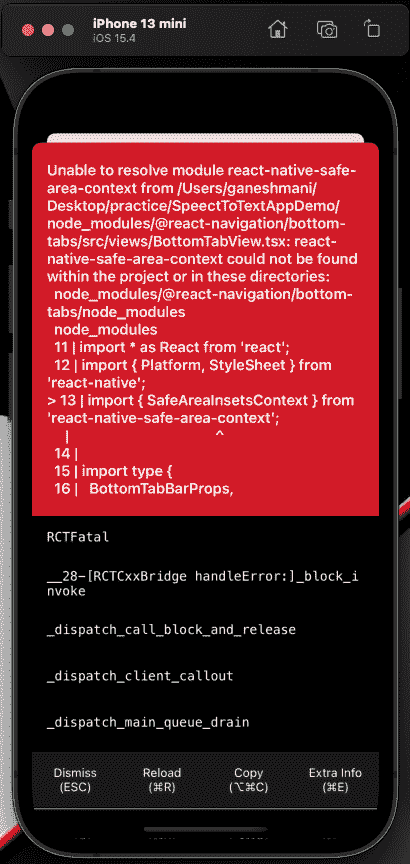 iPhone 13 mini
iOS 15.4
Unable to resolve module react-native-safe-
area-context from /Users/ganeshmani/
Desktop/practice/SpeectToTextAppDemo/
node_modules/@react-navigation/bottom-
tabs/src/views/BottomTabView.tsx: react-
native-safe-area-context could not be found
within the project or in these directories:
  node_modules/@react-navigation/bottom-
tabs/node_modules
  node_modules
  11 | import * as React from 'react';
  12 | import { Platform, StyleSheet } from
'react-native';
> 13 | import { SafeAreaInsetsContext } from
'react-native-safe-area-context';
     |                    ^
  14 |
  15 | import type {
  16 |   BottomTabBarProps,
RCTFatal
__28-[RCTCxxBridge handleError:]_block_i
nvoke
_dispatch_call_block_and_release
_dispatch_client_callout
_dispatch_main_queue_drain
Dismiss Reload Copy Extra Info
(ESC) (⌘R) (⌥⌘C) (⌘E)